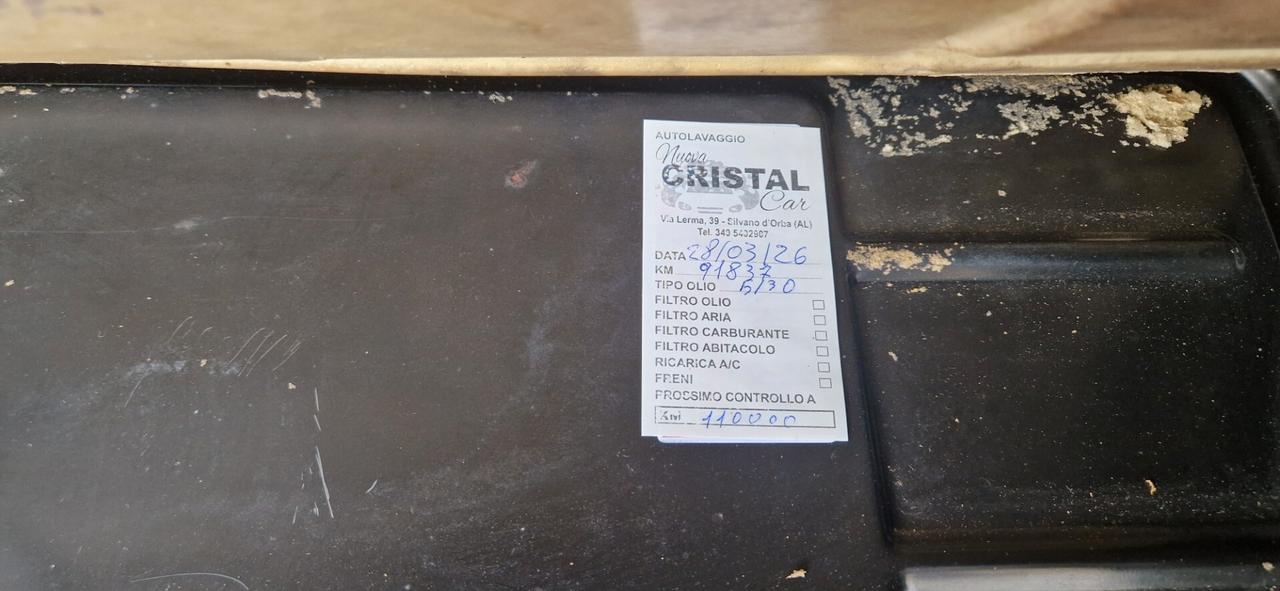 AUTOLAVAGGIO
Nuova
CRISTAL
Car
Via Lerma, 39 - Silvano d'Orba (AL)
Tel. 340 5402907
DATA 28/03/26
KM 91837
TIPO OLIO 5/30
FILTRO OLIO
FILTRO ARIA
FILTRO CARBURANTE
FILTRO ABITACOLO
RICARICA A/C
FRENI
PROSSIMO CONTROLLO A
Km 110000